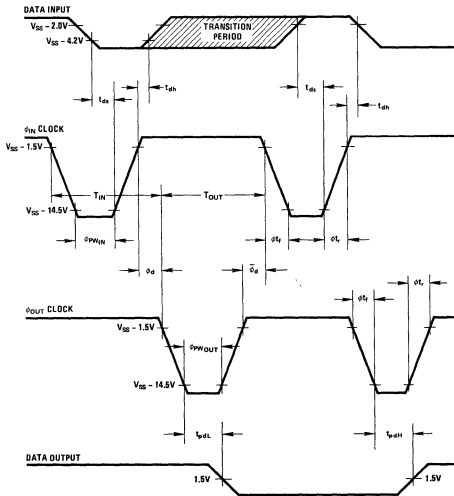 DATA INPUT
VSS – 2.0V
VSS – 4.2V
TRANSITION
PERIOD
tds
tdh
tds
tdh
ϕIN CLOCK
VSS – 1.5V
TIN
TOUT
VSS – 14.5V
ϕPWIN
ϕtf
ϕtr
ϕd
ϕ̅d
ϕtf
ϕtr
ϕOUT CLOCK
VSS – 1.5V
ϕPWOUT
VSS – 14.5V
tpdL
tpdH
DATA OUTPUT
1.5V
1.5V